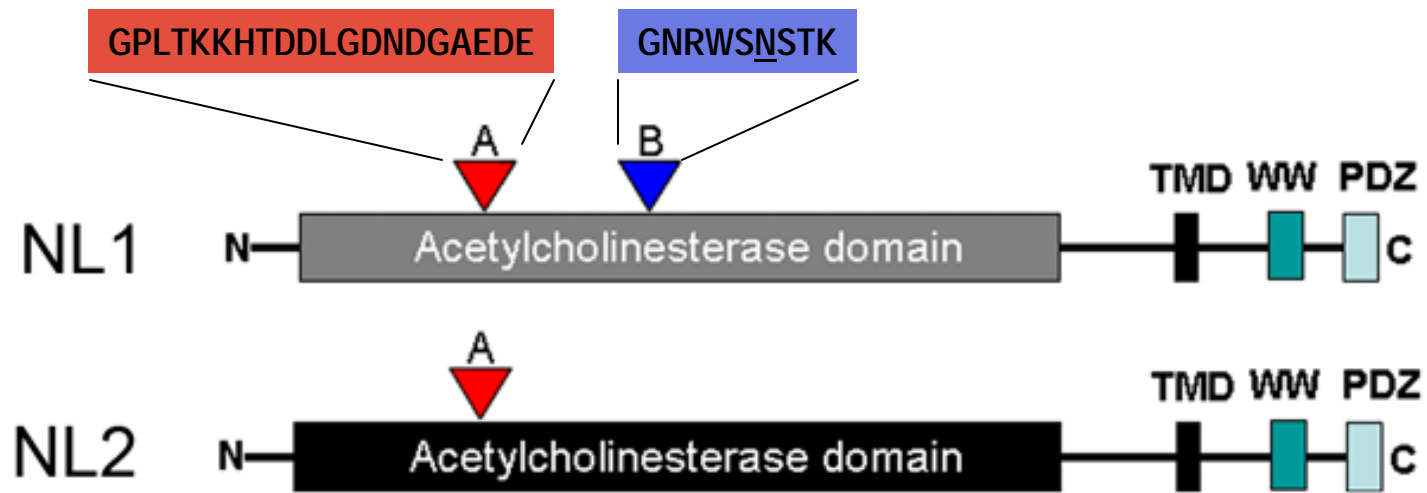 GPLTKKHTDDLGDNDGAEDE GNRWSNSTK
A B
TMD WW PDZ
NL1 N Acetylcholinesterase domain C
A
TMD WW PDZ
NL2 N Acetylcholinesterase domain C